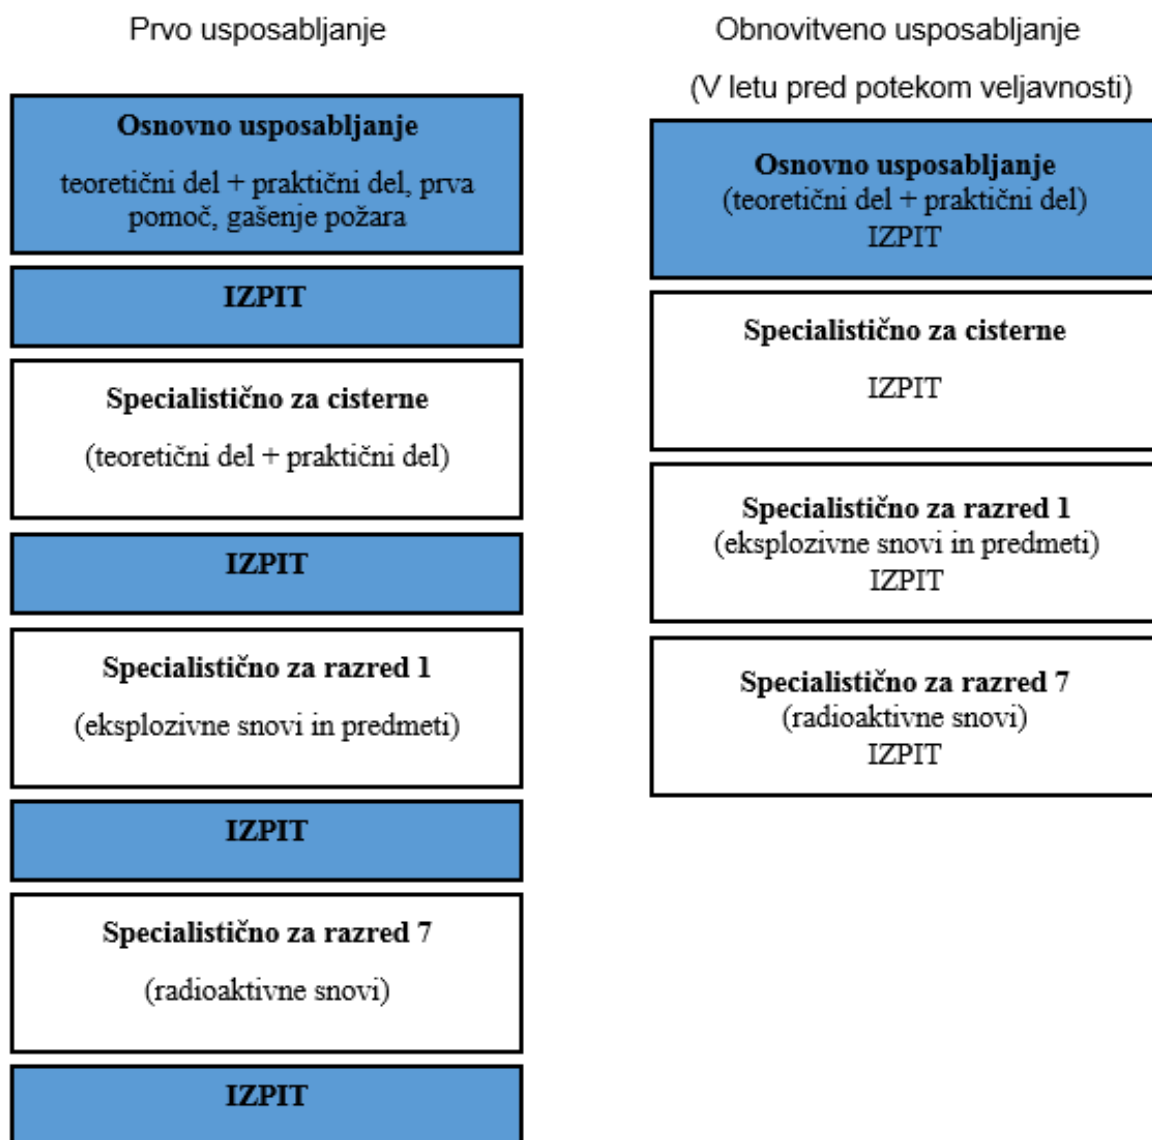 Prvo usposabljanje
Osnovno usposabljanje
teoretični del + praktični del, prva
pomoč, gašenje požara
IZPIT
Specialistično za cisterne
(teoretični del + praktični del)
IZPIT
Specialistično za razred 1
(eksplozivne snovi in predmeti)
IZPIT
Specialistično za razred 7
(radioaktivne snovi)
IZPIT
Obnovitveno usposabljanje
(V letu pred potekom veljavnosti)
Osnovno usposabljanje
(teoretični del + praktični del)
IZPIT
Specialistično za cisterne
IZPIT
Specialistično za razred 1
(eksplozivne snovi in predmeti)
IZPIT
Specialistično za razred 7
(radioaktivne snovi)
IZPIT